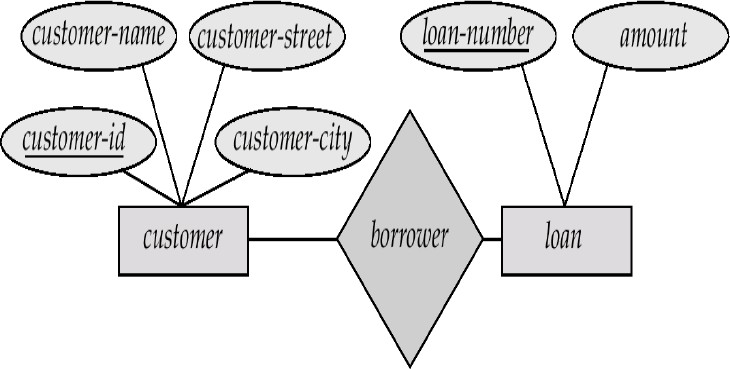 customer-name
customer-street
loan-number
amount
customer-id
customer-city
customer
borrower
loan